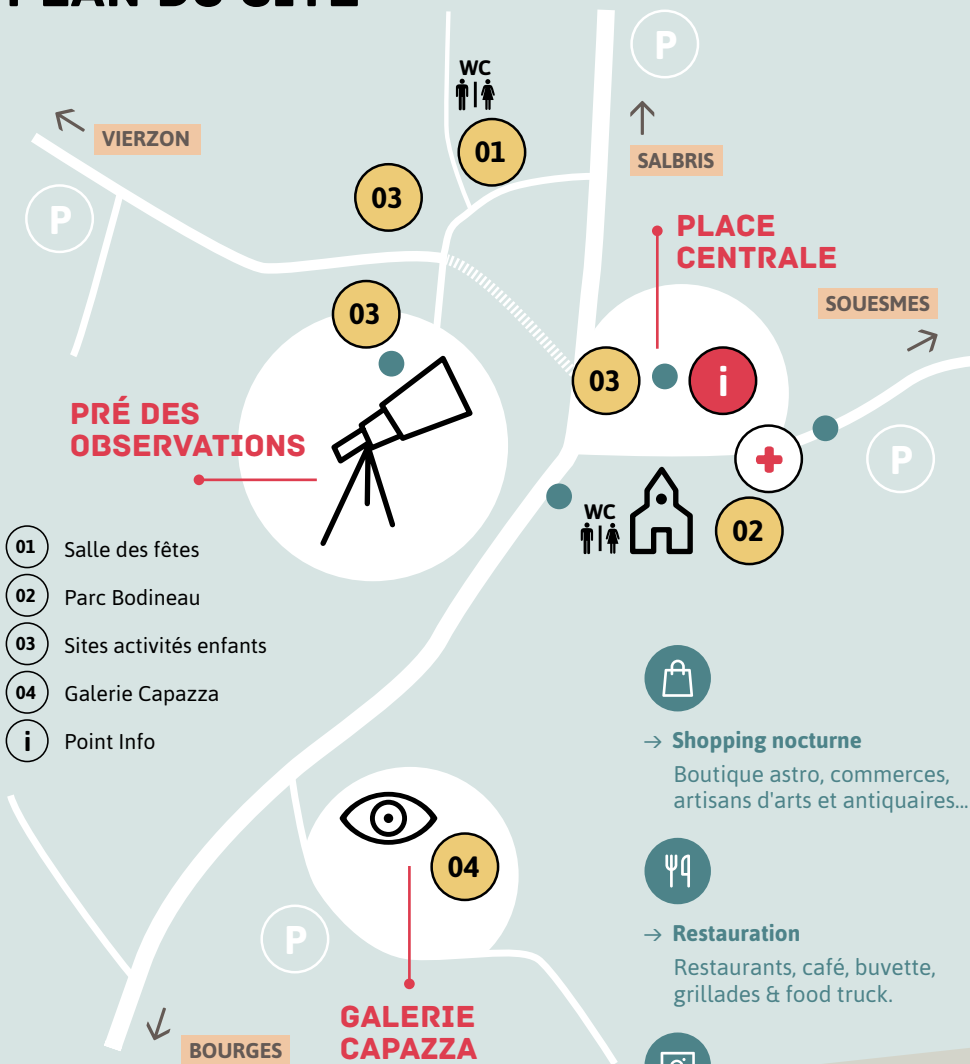 PLAN DU SITE
P
WC
VIERZON
01
SALBRIS
03
P
PLACE
CENTRALE
SOUESMES
03
03
i
PRÉ DES
OBSERVATIONS
P
WC
02
01 Salle des fêtes
02 Parc Bodineau
03 Sites activités enfants
04 Galerie Capazza
i Point Info
→ Shopping nocturne
Boutique astro, commerces,
artisans d'arts et antiquaires...
04
P
→ Restauration
Restaurants, café, buvette,
grillades & food truck.
GALERIE
CAPAZZA
BOURGES